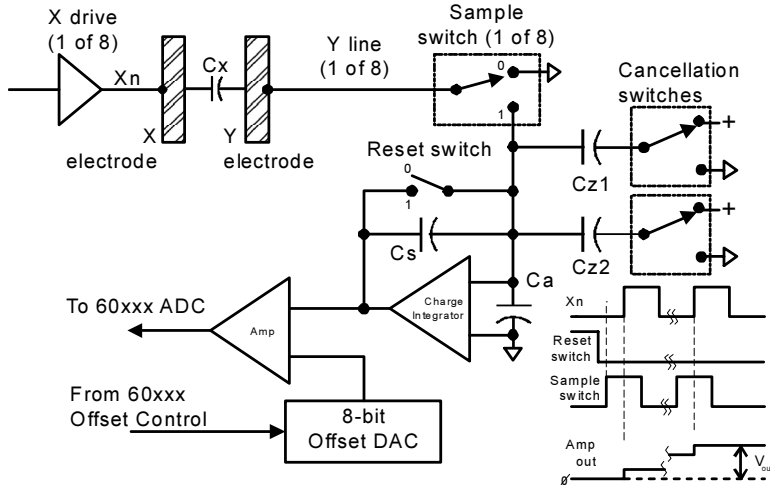 X drive
(1 of 8)
Xn
Cx
X
Y
electrode
electrode
Y line
(1 of 8)
Sample
switch (1 of 8)
0
1
Cancellation
switches
+
Cz1
+
Cz2
Reset switch
0
1
Cs
Ca
Charge
Integrator
Amp
To 60xxx ADC
From 60xxx
Offset Control
8-bit
Offset DAC
Xn
Reset
switch
Sample
switch
Amp
out
0
V